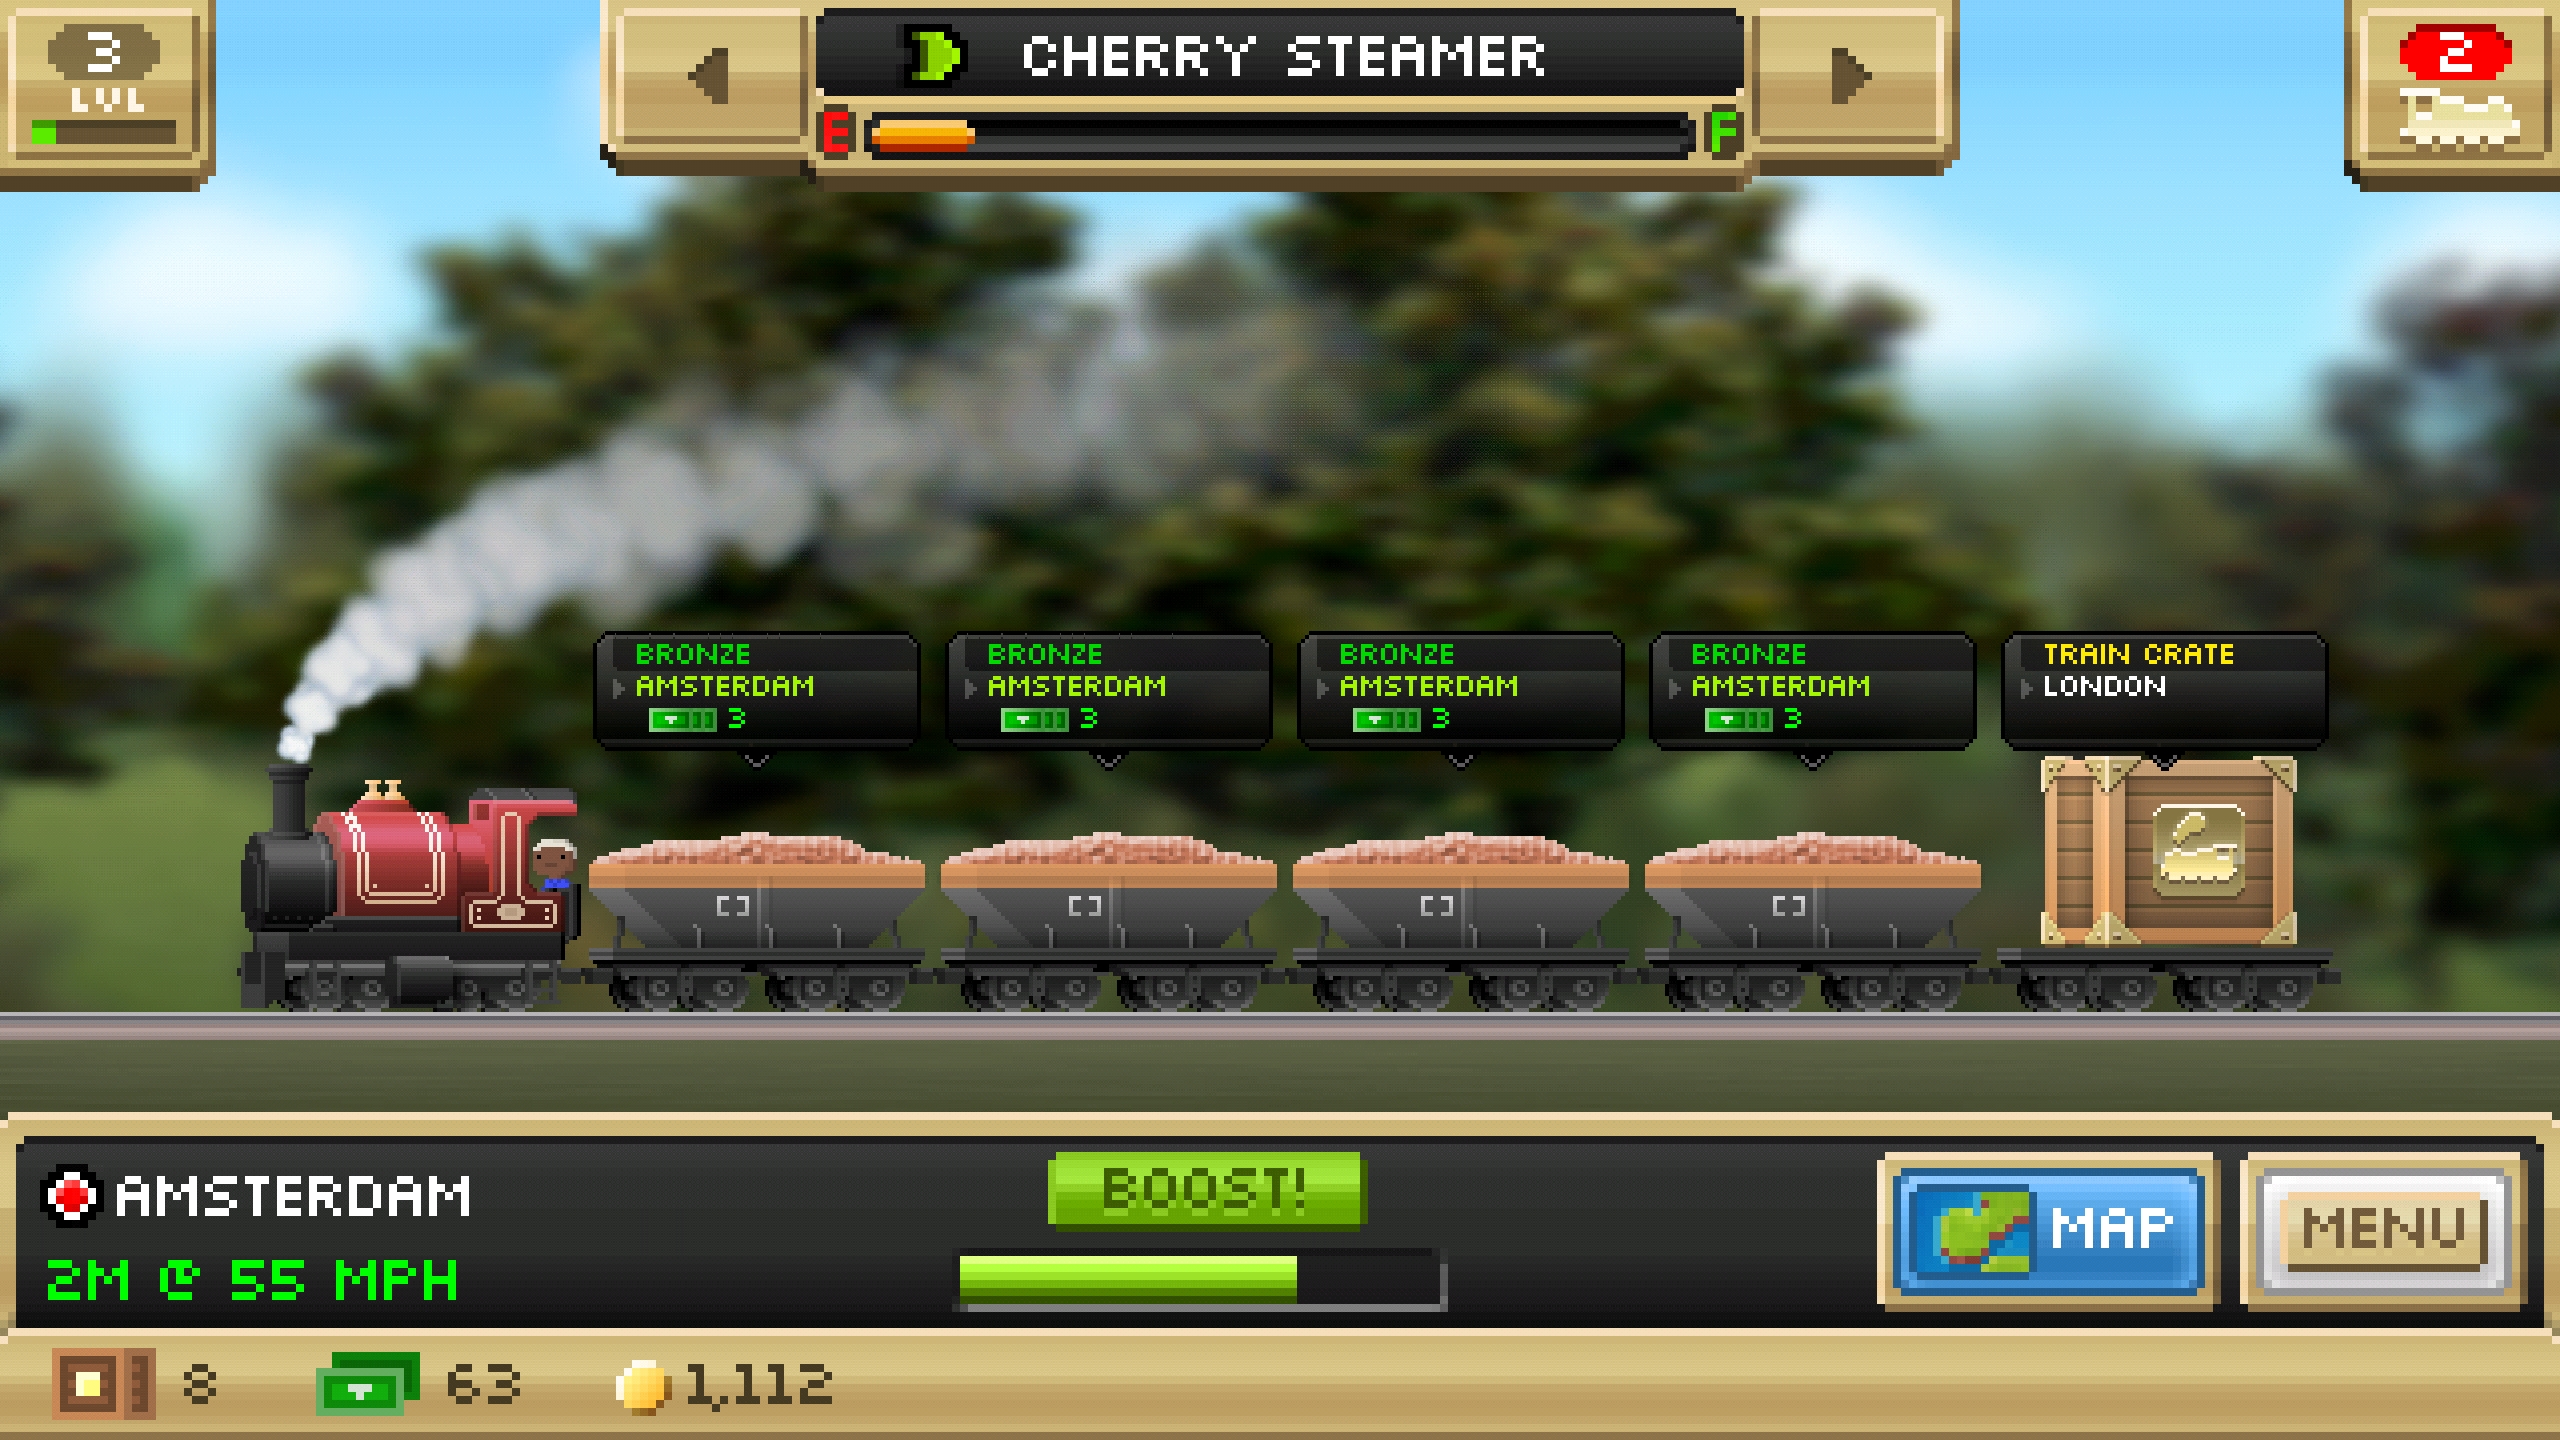 3
LVL
CHERRY STEAMER
E F
2
BRONZE
AMSTERDAM
3
BRONZE
AMSTERDAM
3
BRONZE
AMSTERDAM
3
BRONZE
AMSTERDAM
3
TRAIN CRATE
LONDON
AMSTERDAM
2M @ 55 MPH
BOOST!
MAP
MENU
8 63 1,112